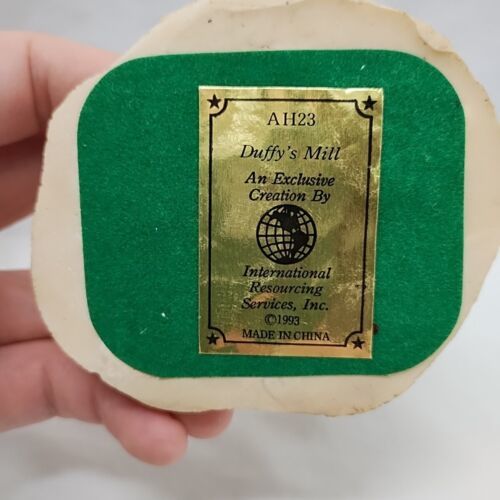 AH23
Duffy's Mill
An Exclusive
Creation By
International
Resourcing
Services, Inc.
©1993
MADE IN CHINA